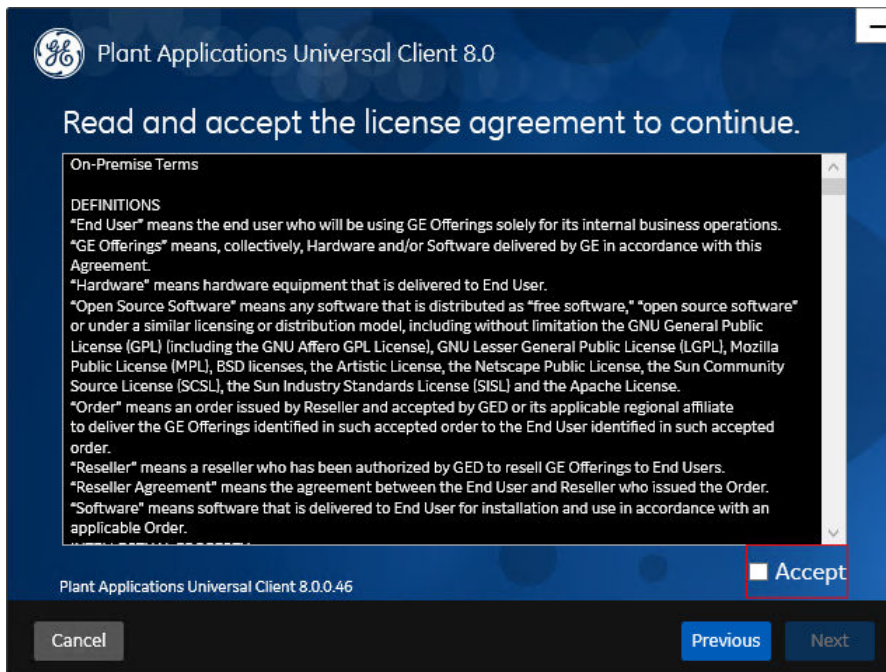 Plant Applications Universal Client 8.0
Read and accept the license agreement to continue.
On-Premise Terms
DEFINITIONS
“End User” means the end user who will be using GE Offerings solely for its internal business operations.
“GE Offerings” means, collectively, Hardware and/or Software delivered by GE in accordance with this
Agreement.
“Hardware” means hardware equipment that is delivered to End User.
“Open Source Software” means any software that is distributed as “free software,” “open source software”
or under a similar licensing or distribution model, including without limitation the GNU General Public
License (GPL) (including the GNU Affero GPL License), GNU Lesser General Public License (LGPL), Mozilla
Public License (MPL), BSD licenses, the Artistic License, the Netscape Public License, the Sun Community
Source License (SCSL), the Sun Industry Standards License (SISL) and the Apache License.
“Order” means an order issued by Reseller and accepted by GED or its applicable regional affiliate
to deliver the GE Offerings identified in such accepted order to the End User identified in such accepted
order.
“Reseller” means a reseller who has been authorized by GED to resell GE Offerings to End Users.
“Reseller Agreement” means the agreement between the End User and Reseller who issued the Order.
“Software” means software that is delivered to End User for installation and use in accordance with an
applicable Order.
Accept
Plant Applications Universal Client 8.0.0.46
Cancel
Previous
Next